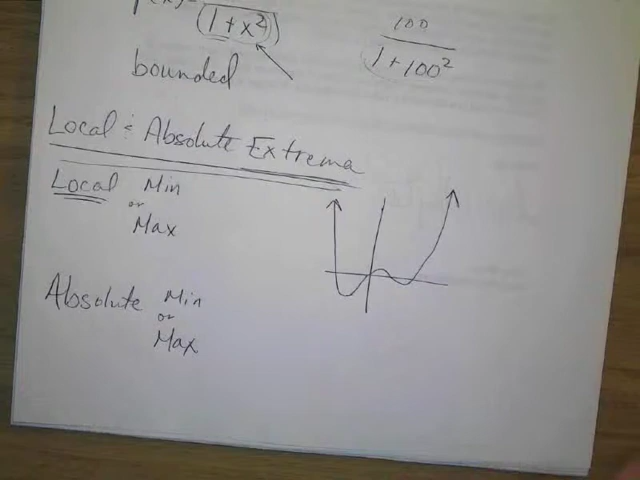 (1 + x²)
100
1 + 100²
bounded
Local & Absolute Extrema
Local Min
or
Max
Absolute Min
or
Max